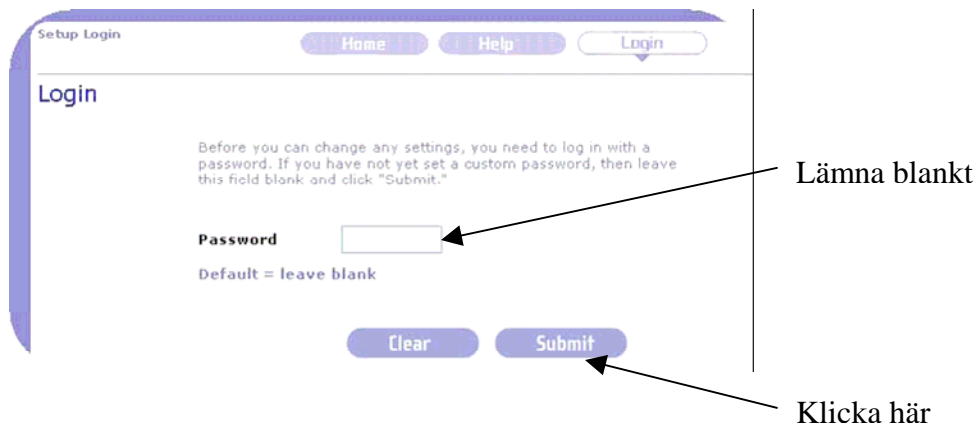 Setup Login
Home Help Login
Login
Before you can change any settings, you need to log in with a
password. If you have not yet set a custom password, then leave
this field blank and click "Submit."
Lämna blankt
Password
Default = leave blank
Clear Submit
Klicka här